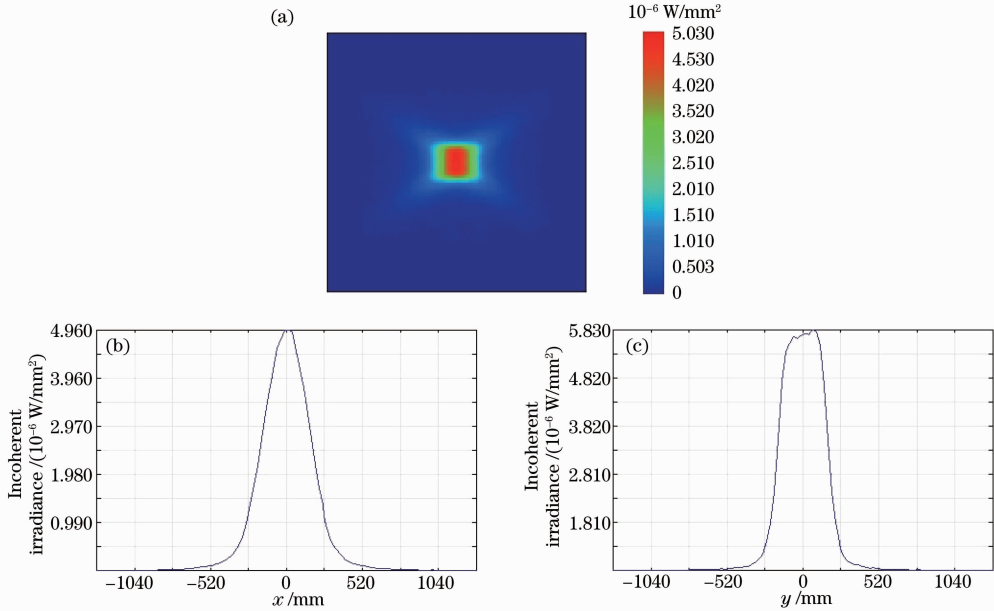 (a)
10⁻⁶ W/mm²
5.030
4.530
4.020
3.520
3.020
2.510
2.010
1.510
1.010
0.503
0
(b)
4.960
3.960
2.970
1.980
0.990
Incoherent
irradiance /(10⁻⁶ W/mm²)
−1040 −520 0 520 1040
x /mm
(c)
5.830
4.820
3.820
2.810
1.810
Incoherent
irradiance /(10⁻⁶ W/mm²)
−1040 −520 0 520 1040
y /mm